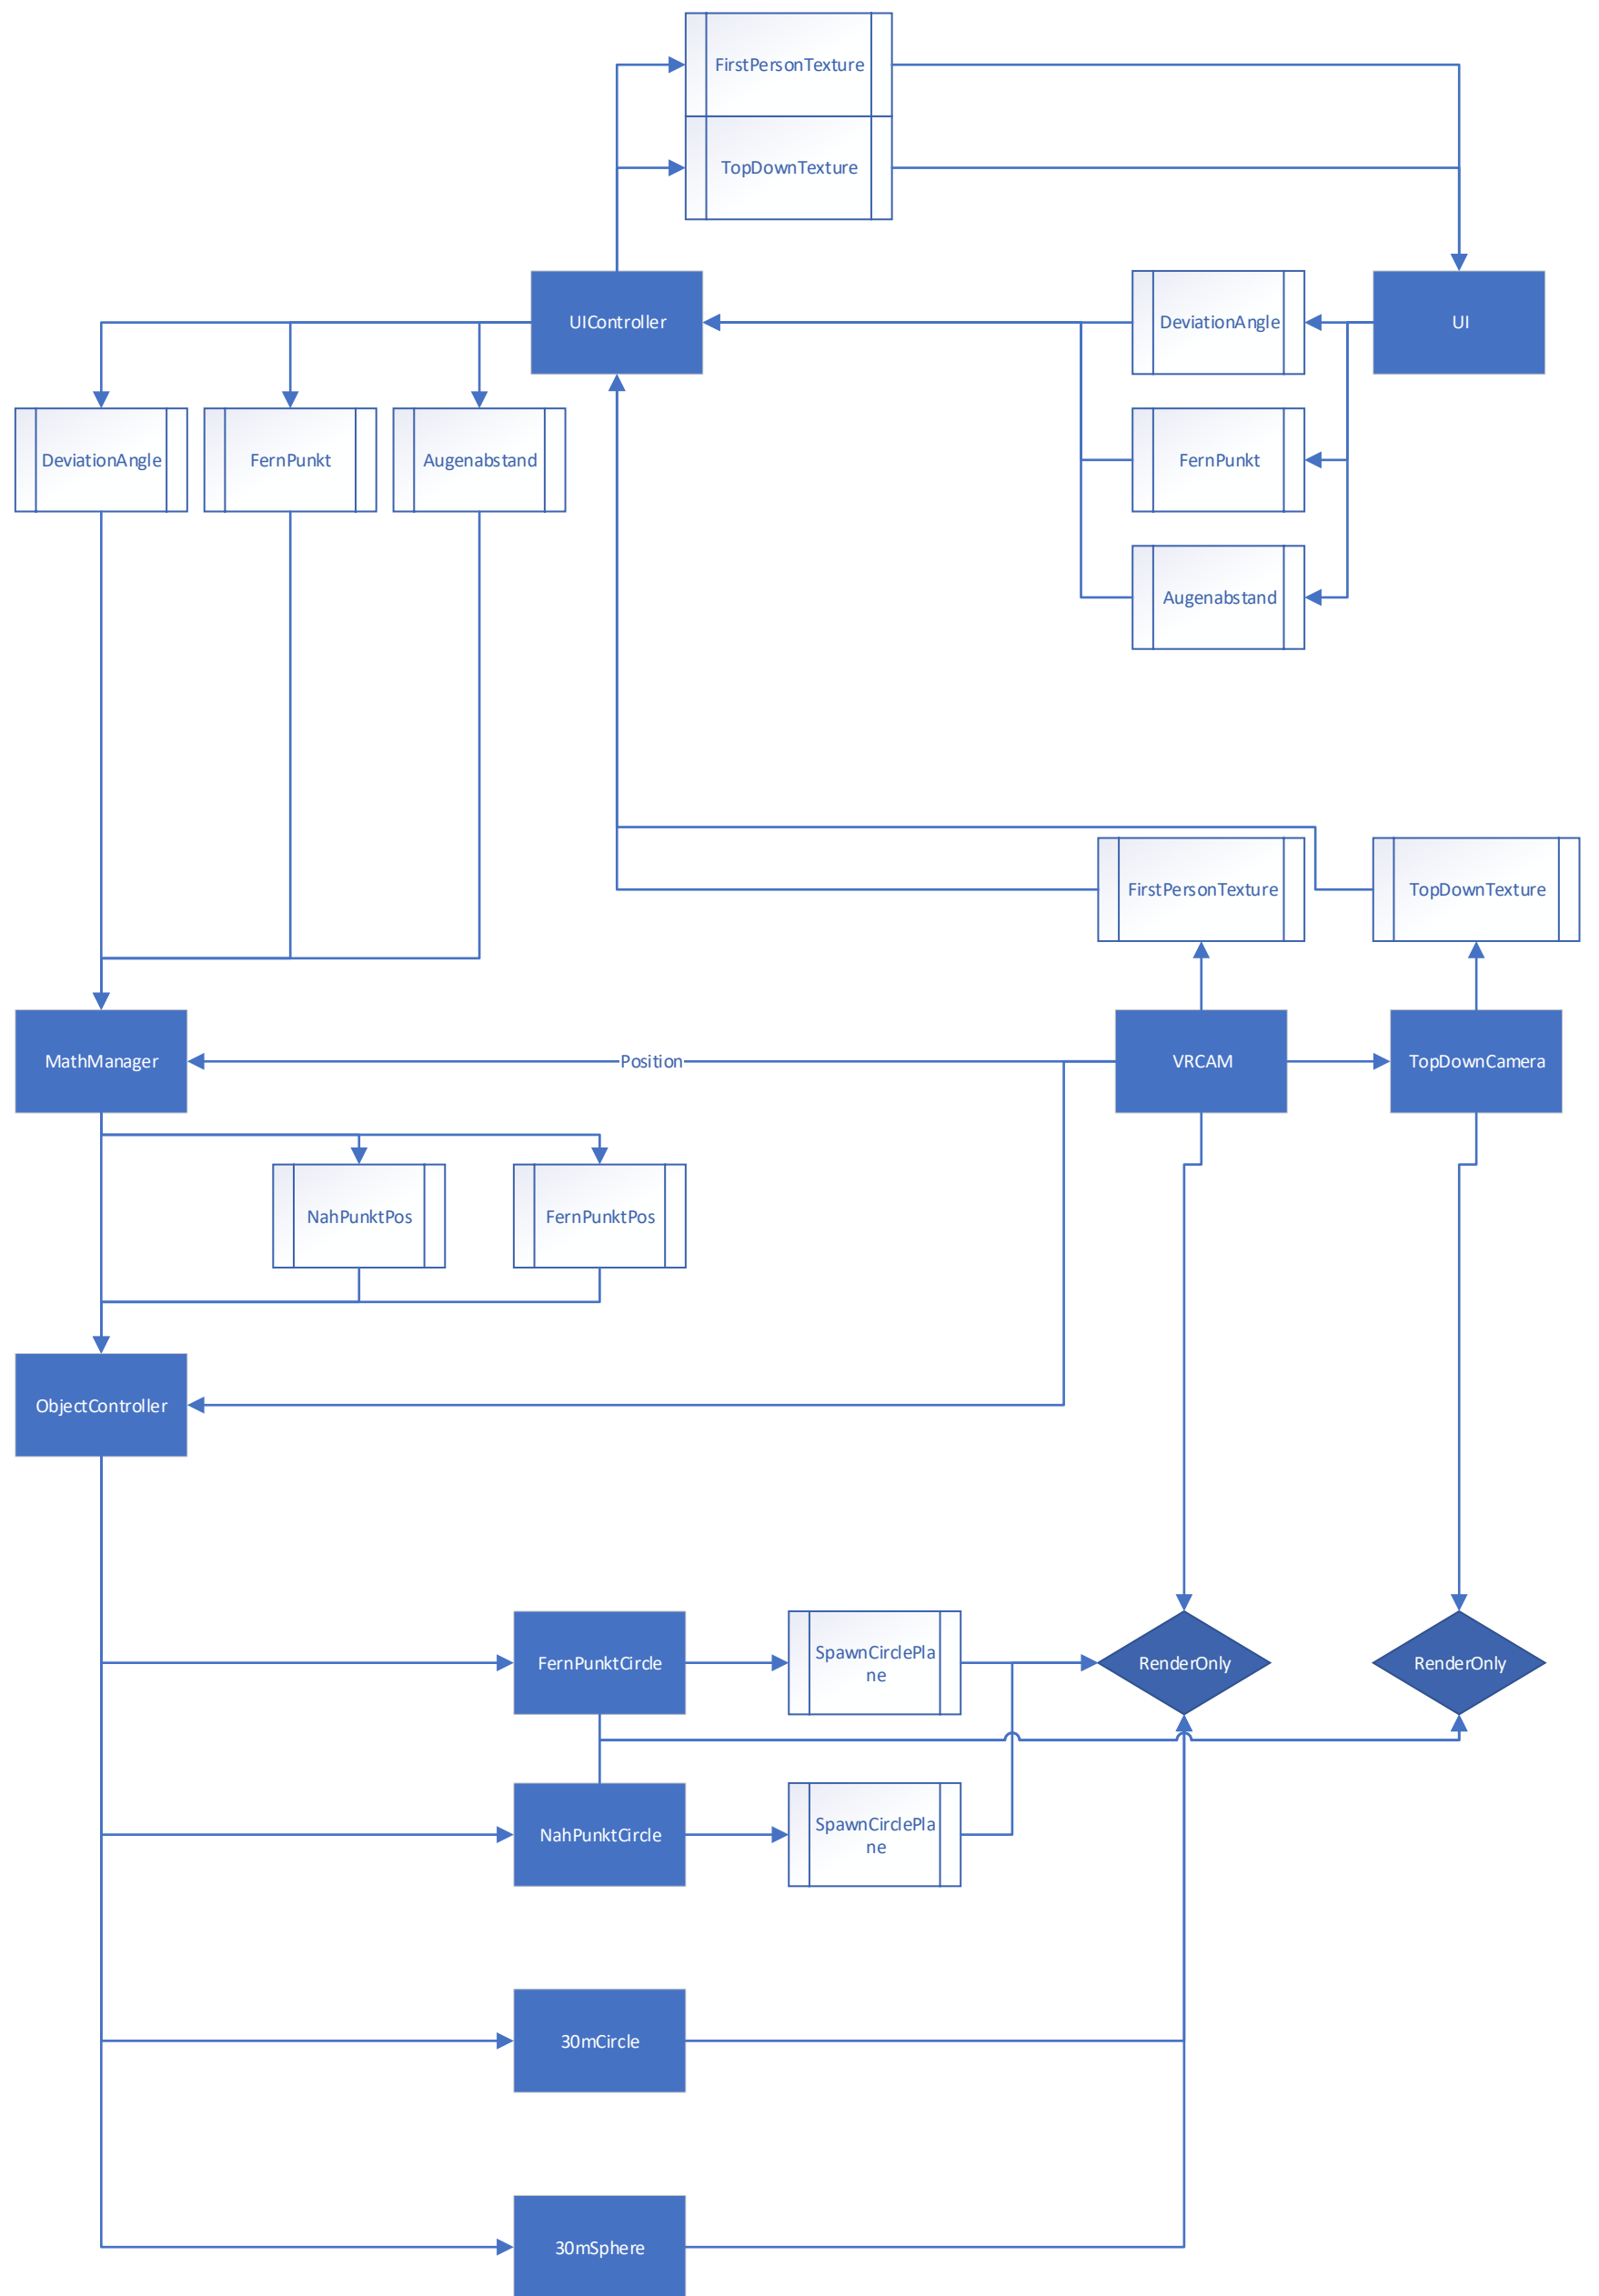 FirstPersonTexture
TopDownTexture
UIController
DeviationAngle
UI
DeviationAngle
FernPunkt
Augenabstand
FernPunkt
Augenabstand
FirstPersonTexture
TopDownTexture
MathManager
Position
VRCAM
TopDownCamera
NahPunktPos
FernPunktPos
ObjectController
FernPunktCircle
SpawnCirclePla
ne
RenderOnly
RenderOnly
NahPunktCircle
SpawnCirclePla
ne
30mCircle
30mSphere